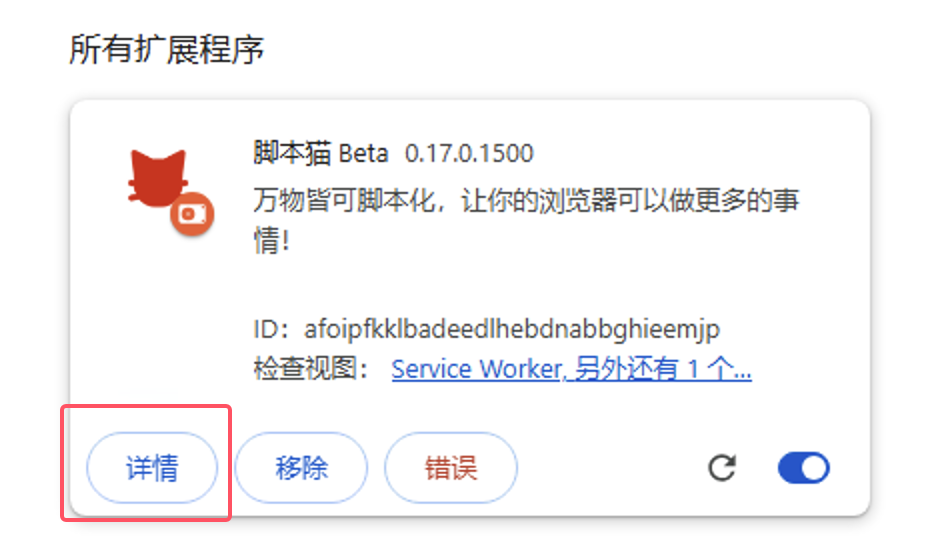 所有扩展程序
脚本猫 Beta 0.17.0.1500
万物皆可脚本化，让你的浏览器可以做更多的事
情！
ID：afoipfkklbadeedlhebdnabbghieemjp
检查视图： Service Worker, 另外还有 1 个...
详情 移除 错误